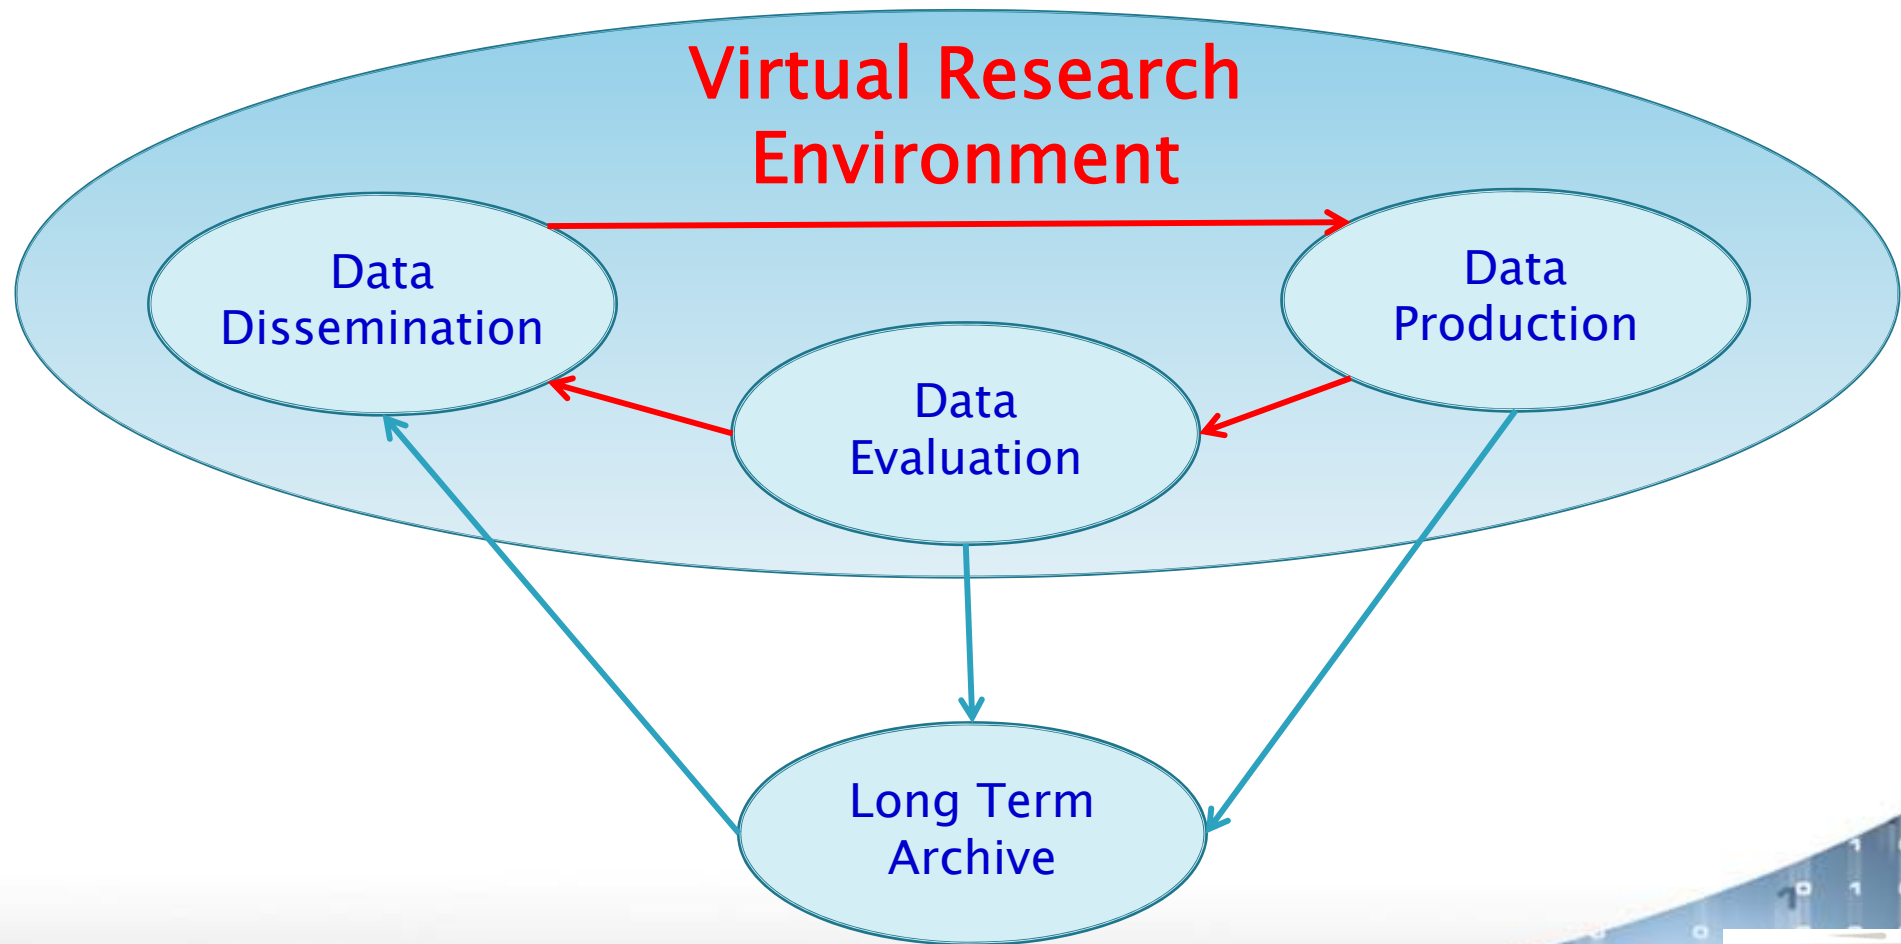 Virtual Research
Environment
Data
Dissemination
Data
Production
Data
Evaluation
Long Term
Archive